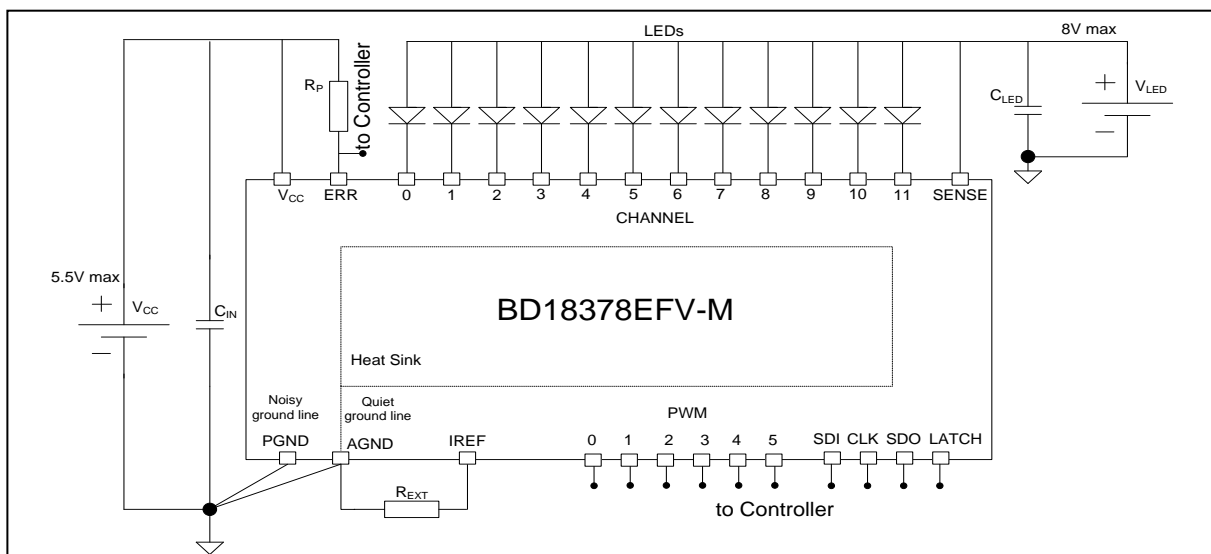 LEDs
8V max
RP
to Controller
CLED
VLED
VCC
ERR
0 1 2 3 4 5 6 7 8 9 10 11
SENSE
CHANNEL
5.5V max
VCC
CIN
BD18378EFV-M
Heat Sink
Noisy
ground line
Quiet
ground line
PWM
PGND
AGND
IREF
0 1 2 3 4 5
SDI CLK SDO LATCH
REXT
to Controller